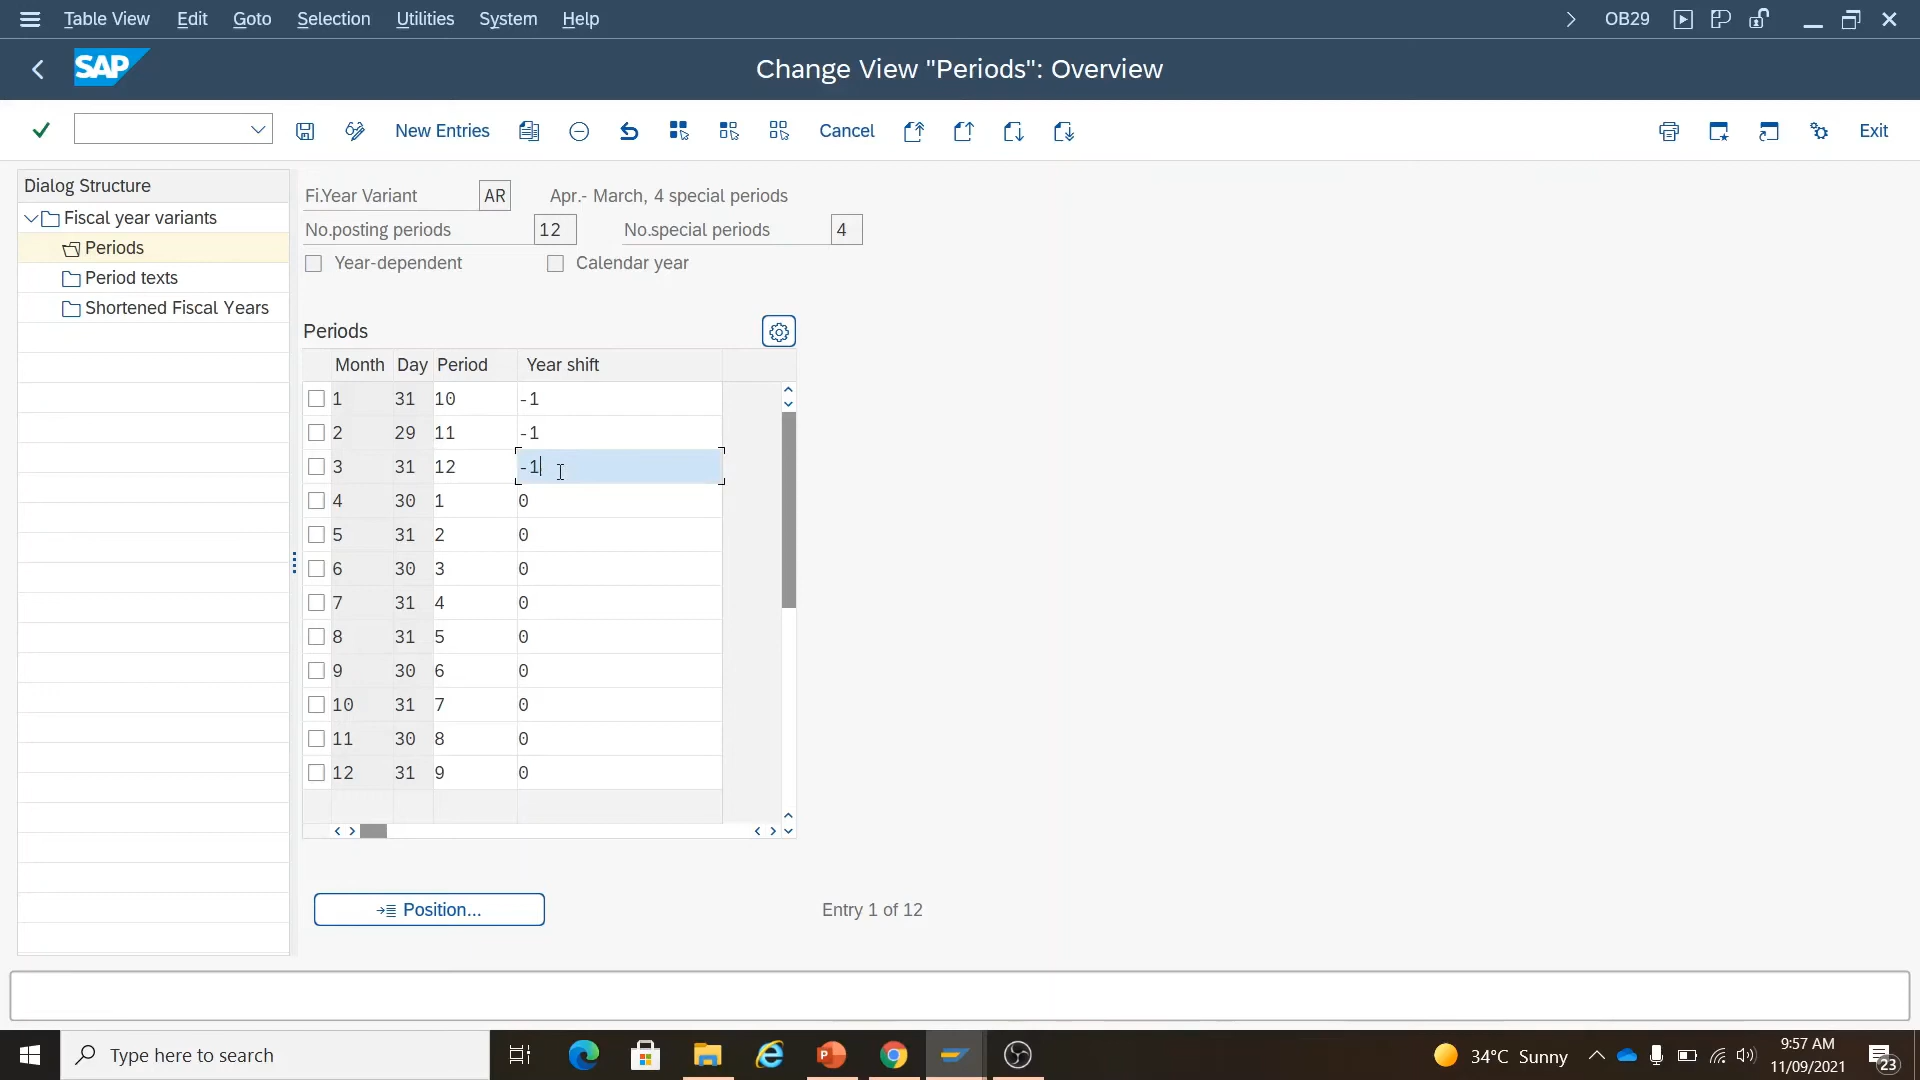 Table View Edit Goto Selection Utilities System Help OB29
SAP Change View "Periods": Overview
New Entries Cancel Exit
Dialog Structure
Fiscal year variants
Periods
Period texts
Shortened Fiscal Years
Fi.Year Variant AR Apr.- March, 4 special periods
No.posting periods 12 No.special periods 4
Year-dependent Calendar year
Periods
Month Day Period Year shift
1 31 10 -1
2 29 11 -1
3 31 12 -1
4 30 1 0
5 31 2 0
6 30 3 0
7 31 4 0
8 31 5 0
9 30 6 0
10 31 7 0
11 30 8 0
12 31 9 0
Position... Entry 1 of 12
Type here to search
34°C Sunny
9:57 AM
11/09/2021
23